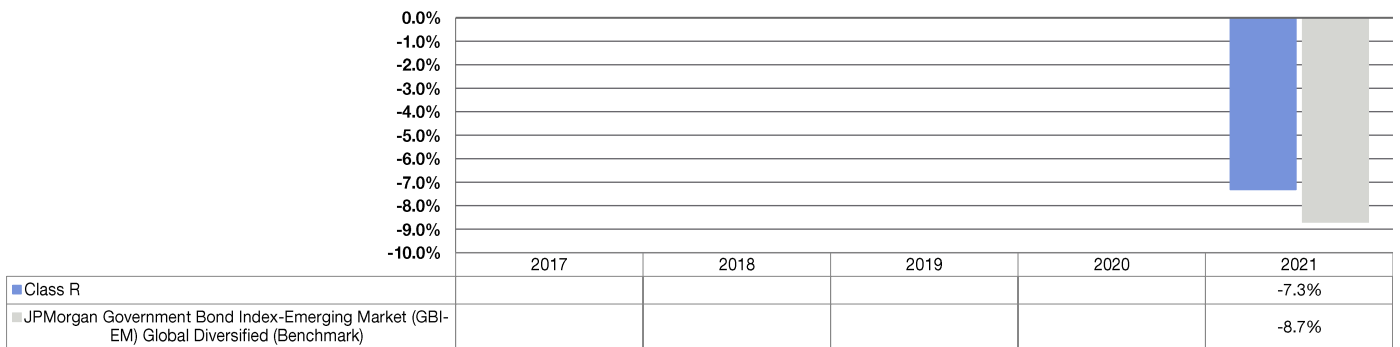 0.0%
-1.0%
-2.0%
-3.0%
-4.0%
-5.0%
-6.0%
-7.0%
-8.0%
-9.0%
-10.0%
2017 2018 2019 2020 2021
Class R -7.3%
JPMorgan Government Bond Index-Emerging Market (GBI-
EM) Global Diversified (Benchmark) -8.7%